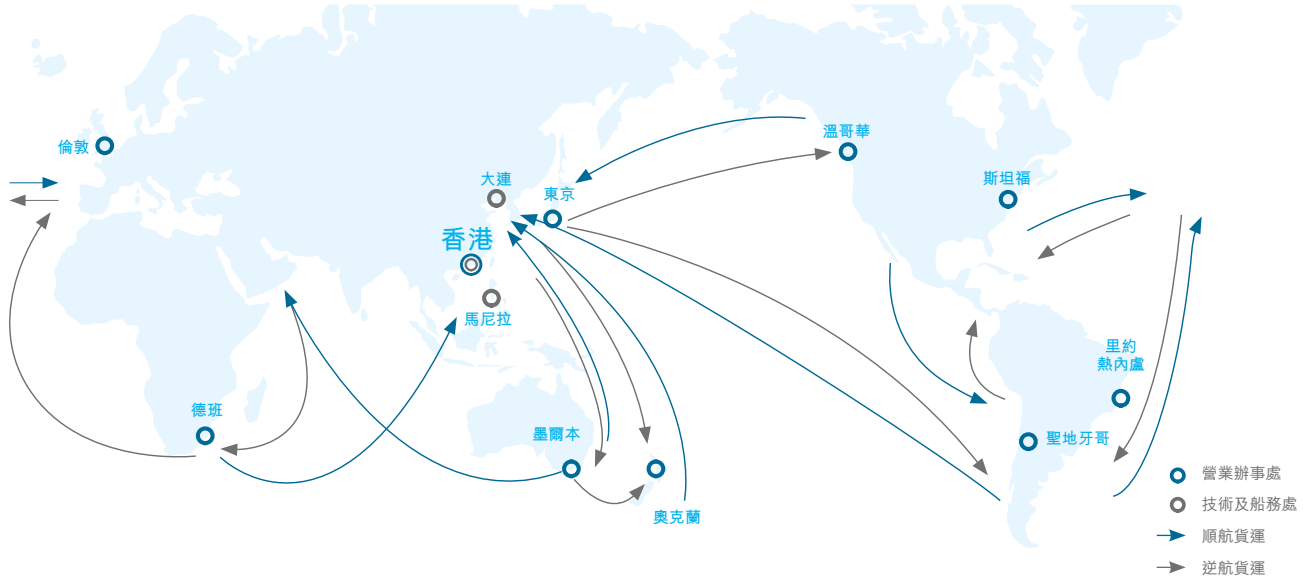 倫敦
大連
東京
香港
馬尼拉
溫哥華
斯坦福
里約
熱內盧
德班
墨爾本
聖地牙哥
奧克蘭
營業辦事處
技術及船務處
順航貨運
逆航貨運